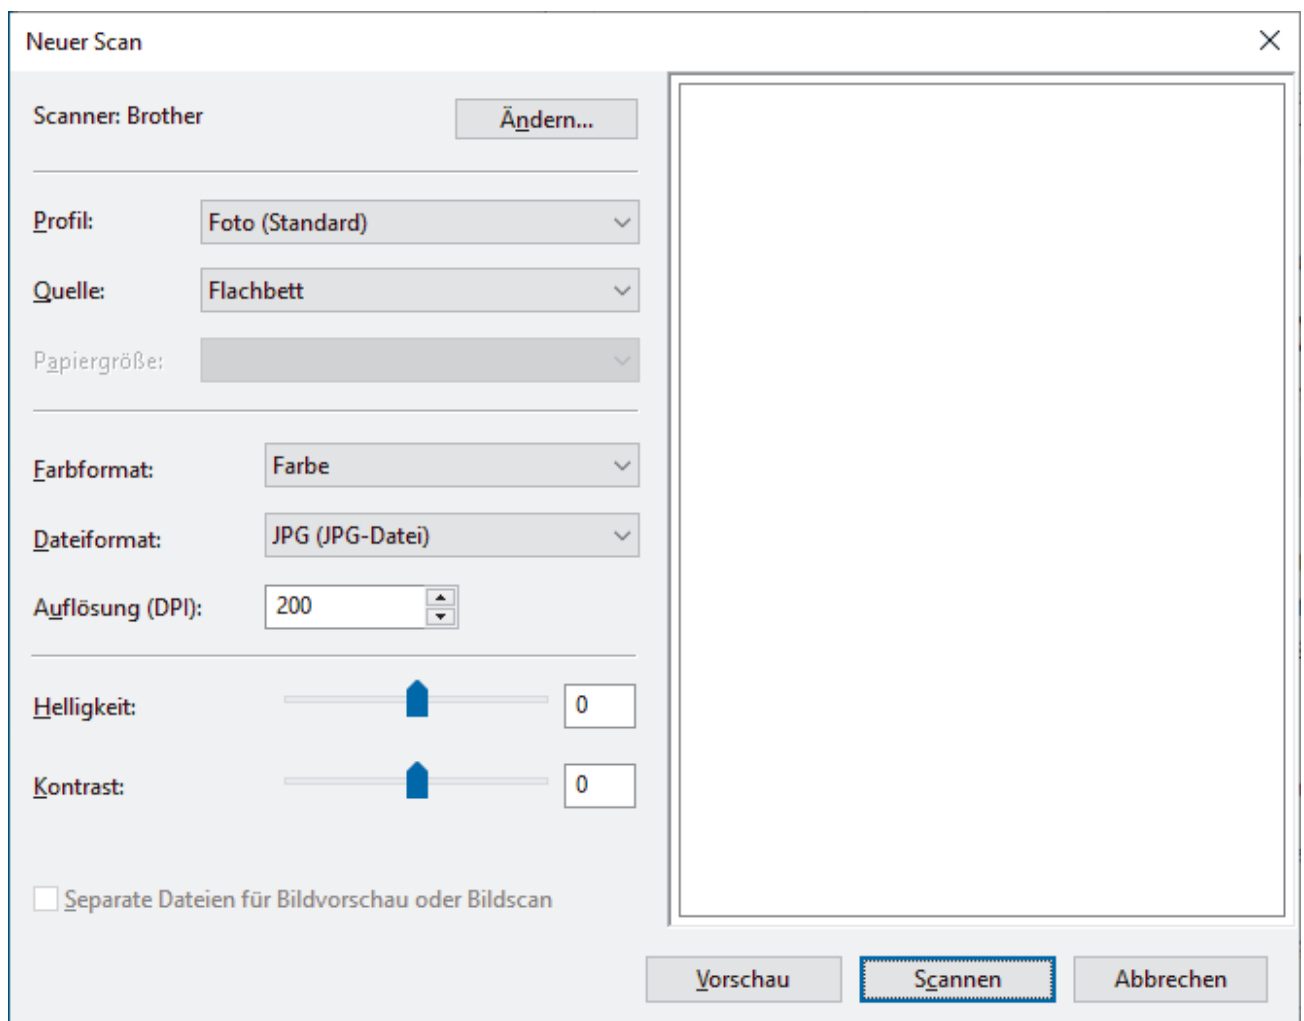 Neuer Scan
Scanner: Brother
Ändern...
Profil:
Foto (Standard)
Quelle:
Flachbett
Papiergröße:
Farbformat:
Farbe
Dateiformat:
JPG (JPG-Datei)
Auflösung (DPI):
200
Helligkeit:
0
Kontrast:
0
Separate Dateien für Bildvorschau oder Bildscan
Vorschau
Scannen
Abbrechen